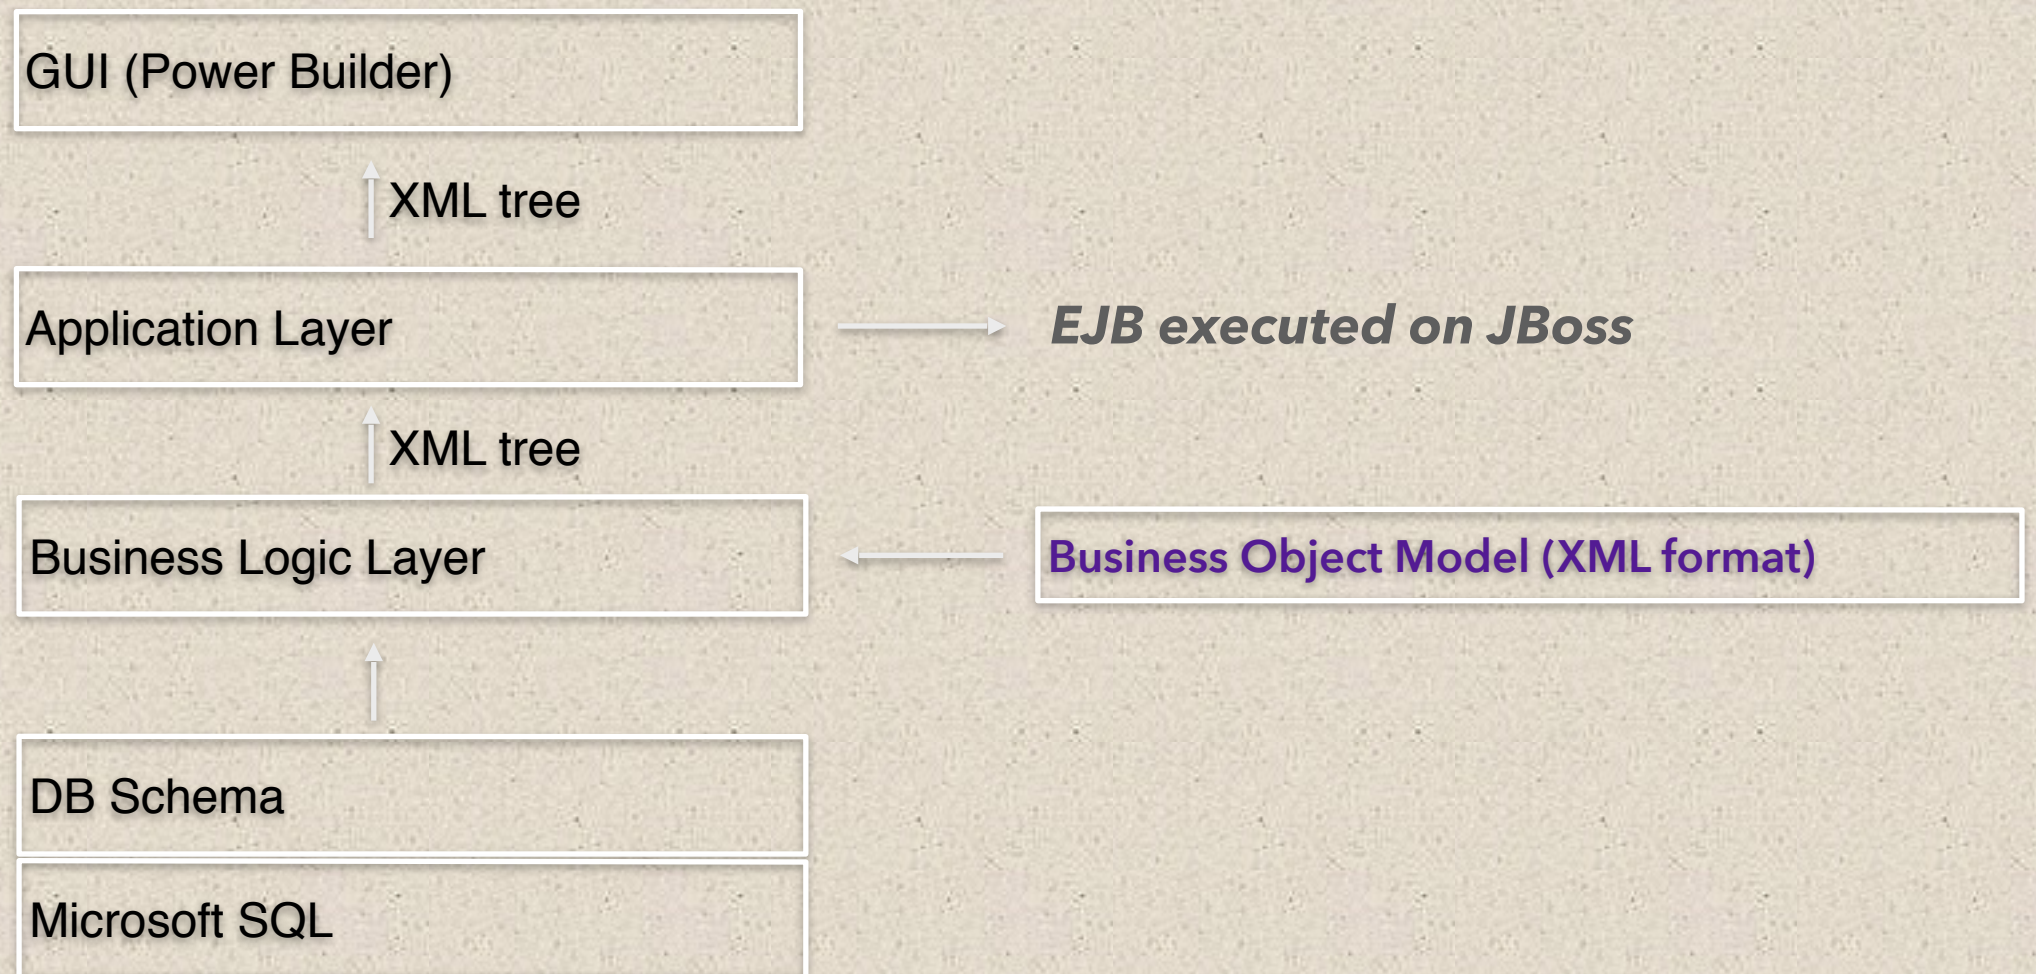 GUI (Power Builder)
XML tree
Application Layer
EJB executed on JBoss
XML tree
Business Logic Layer
Business Object Model (XML format)
DB Schema
Microsoft SQL